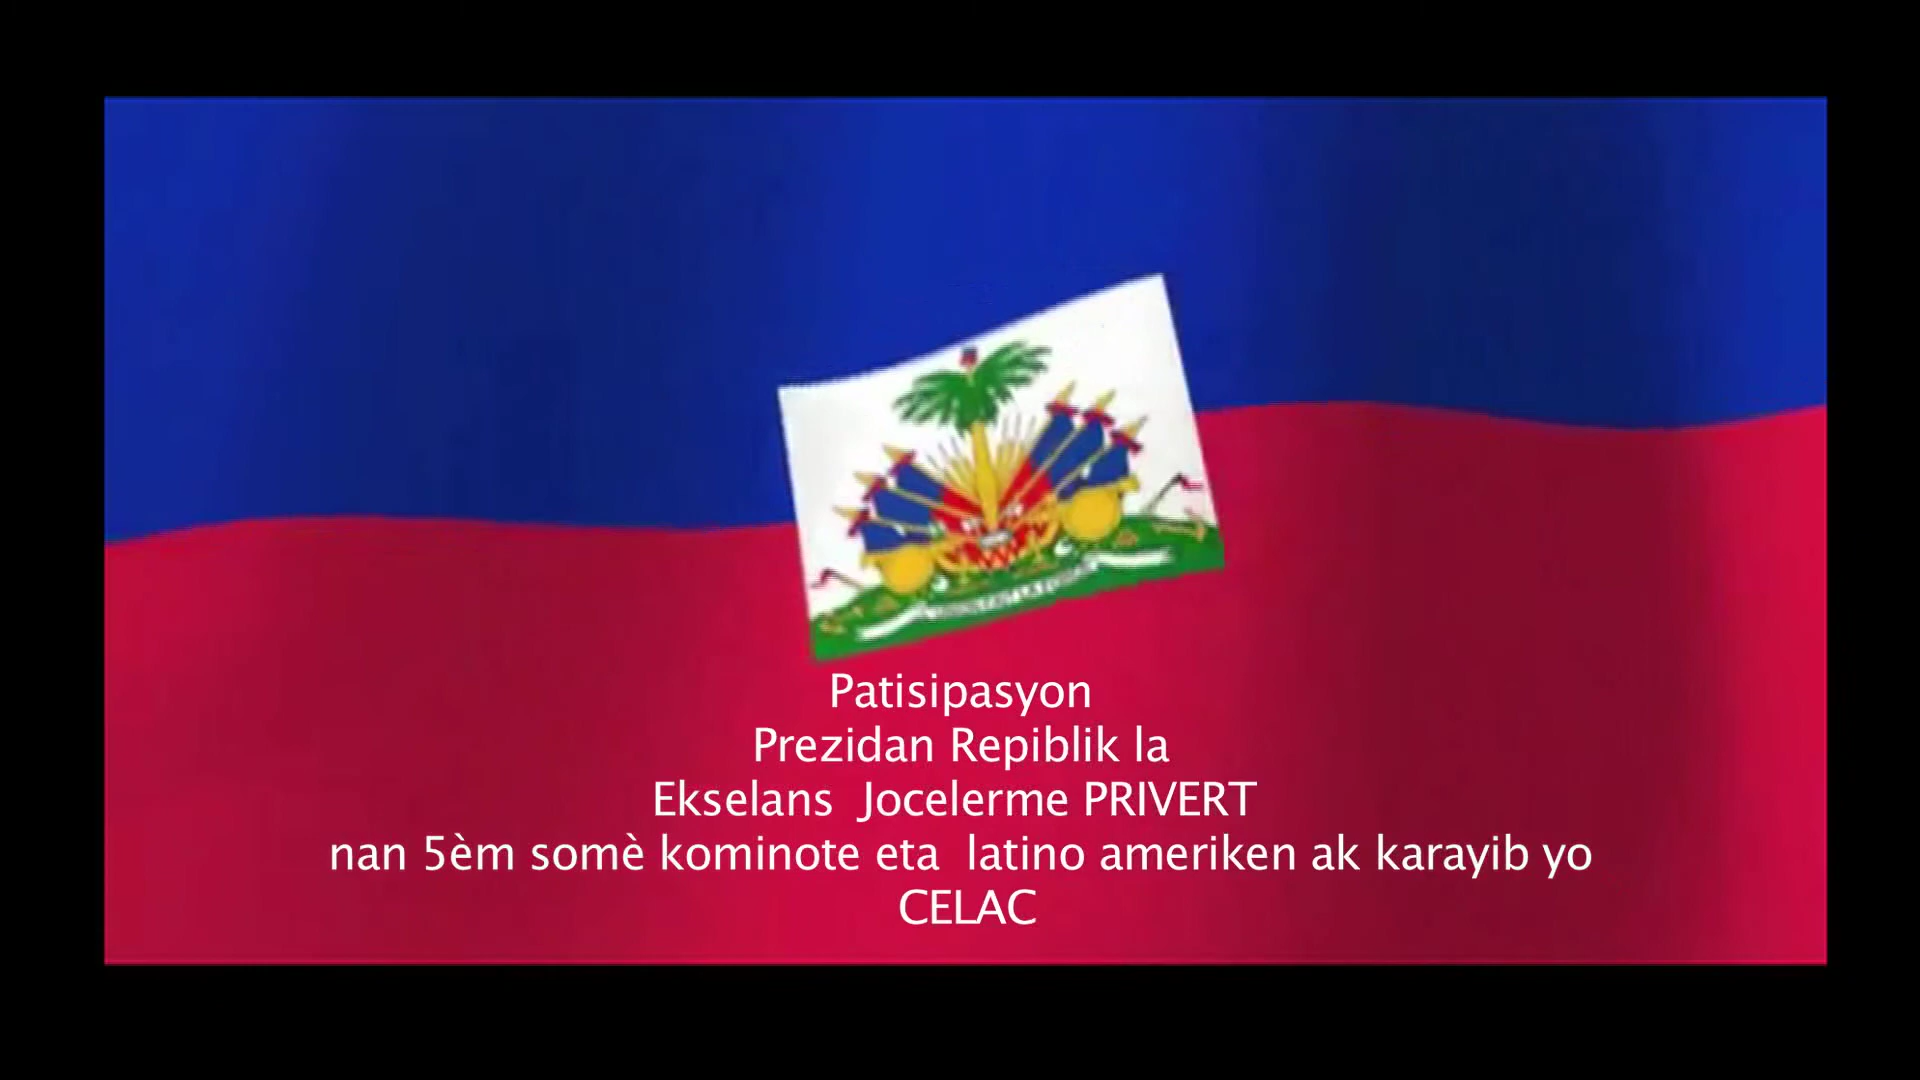 Patisipasyon
Prezidan Repiblik la
Ekselans Jocelerme PRIVERT
nan 5èm somè kominote eta latino ameriken ak karayib yo
CELAC